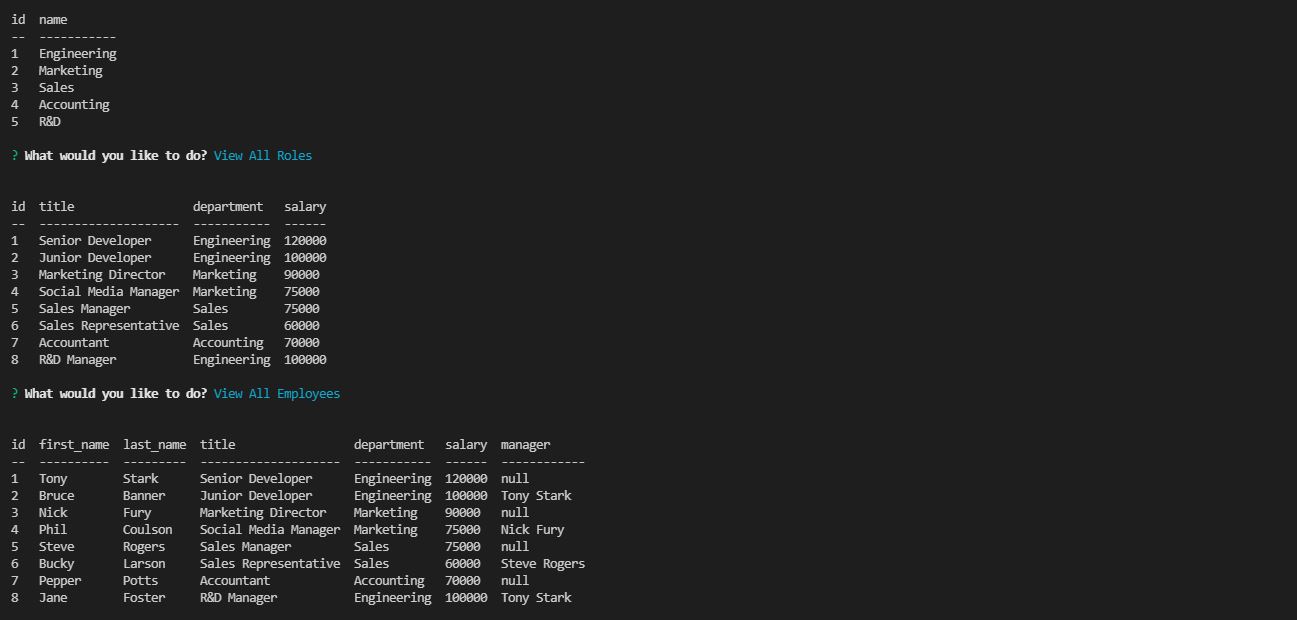 id  name
--  -----------
1   Engineering
2   Marketing
3   Sales
4   Accounting
5   R&D
? What would you like to do? View All Roles
id  title                 department   salary
--  --------------------  -----------  ------
1   Senior Developer      Engineering  120000
2   Junior Developer      Engineering  100000
3   Marketing Director    Marketing    90000
4   Social Media Manager  Marketing    75000
5   Sales Manager         Sales        75000
6   Sales Representative  Sales        60000
7   Accountant            Accounting   70000
8   R&D Manager           Engineering  100000
? What would you like to do? View All Employees
id  first_name  last_name  title                 department   salary  manager
--  ----------  ---------  --------------------  -----------  ------  ------------
1   Tony        Stark      Senior Developer      Engineering  120000  null
2   Bruce       Banner     Junior Developer      Engineering  100000  Tony Stark
3   Nick        Fury       Marketing Director    Marketing    90000   null
4   Phil        Coulson    Social Media Manager  Marketing    75000   Nick Fury
5   Steve       Rogers     Sales Manager         Sales        75000   null
6   Bucky       Larson     Sales Representative  Sales        60000   Steve Rogers
7   Pepper      Potts      Accountant            Accounting   70000   null
8   Jane        Foster     R&D Manager           Engineering  100000  Tony Stark